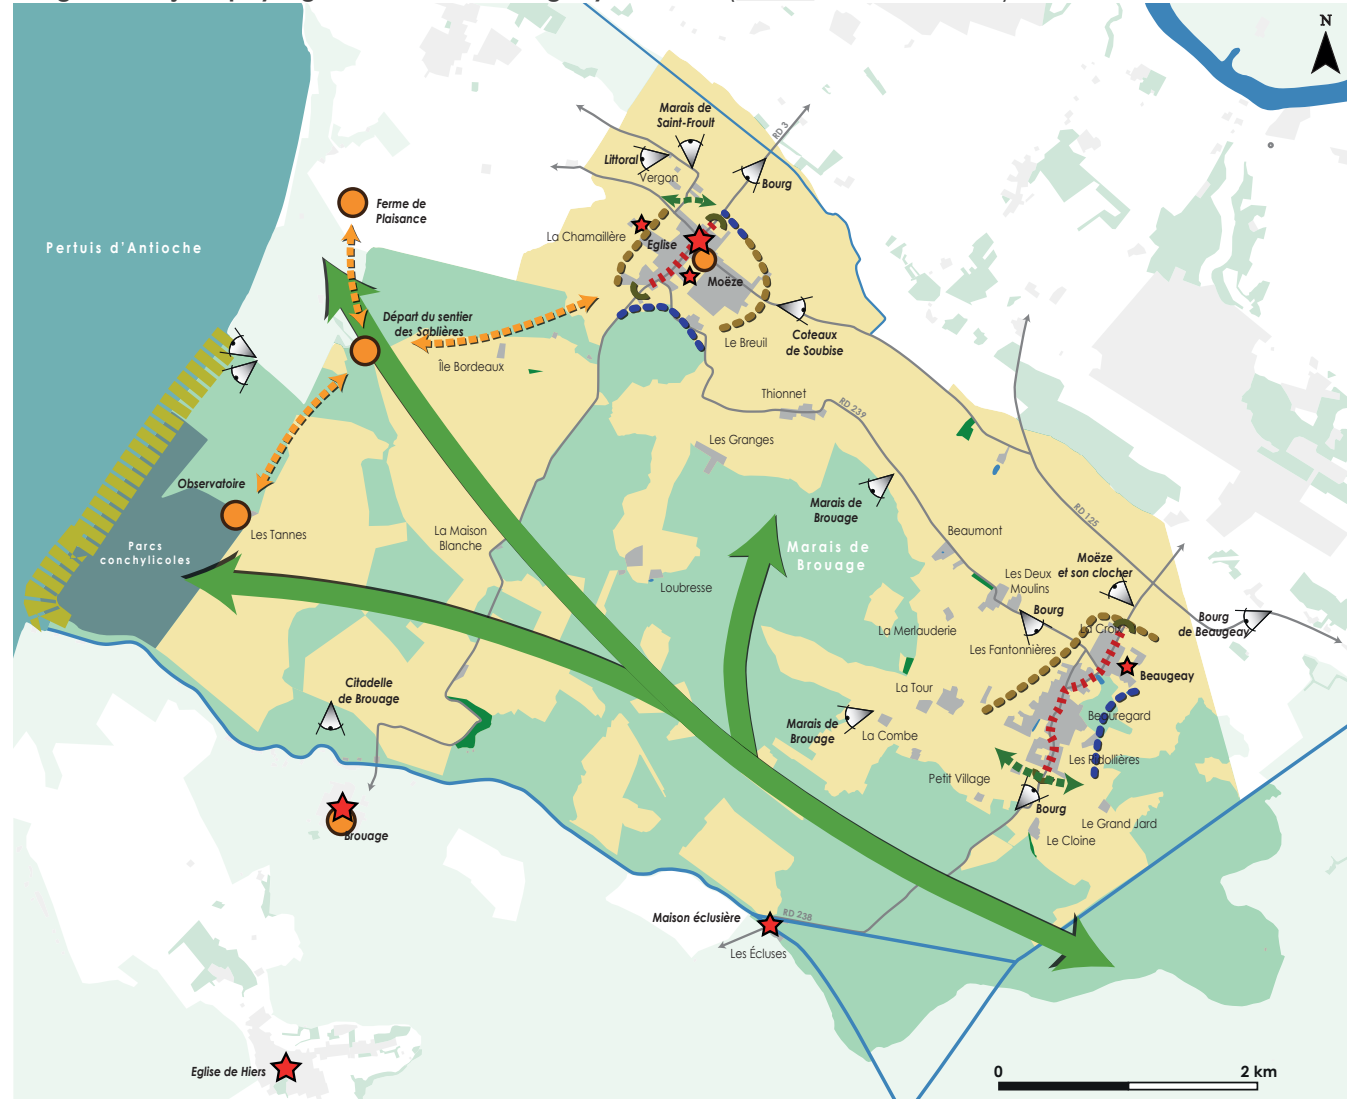 N
Marais de
Saint-Froult
RD 3
Littoral
Vergon
Bourg
Ferme de
Plaisance
La Chamaillère
Eglise
Pertuis d'Antioche
Moëze
Départ du sentier
des Sablières
Le Breuil
Coteaux
de Soubise
Île Bordeaux
Thionnet
RD 239
Les Granges
Observatoire
Marais de
Brouage
Les Tannes
La Maison
Blanche
Beaumont
RD 125
Parcs
conchylicoles
Marais de
Brouage
Moëze
et son clocher
Les Deux
Moulins
Loubresse
Bourg
Bourg
de Beaugeay
La Merlauderie
La Croix
Les Fantonnières
Beaugeay
Citadelle
de Brouage
La Tour
Beauregard
Marais de
Brouage
La Combe
Les Ridollières
Petit Village
Bourg
Le Grand Jard
Brouage
Le Cloine
Maison éclusière
RD 238
Les Écluses
Eglise de Hiers
0
2 km